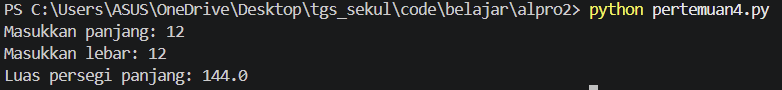 PS C:\Users\ASUS\OneDrive\Desktop\tgs_sekul\code\belajar\alpro2> python pertemuan4.py
Masukkan panjang: 12
Masukkan lebar: 12
Luas persegi panjang: 144.0